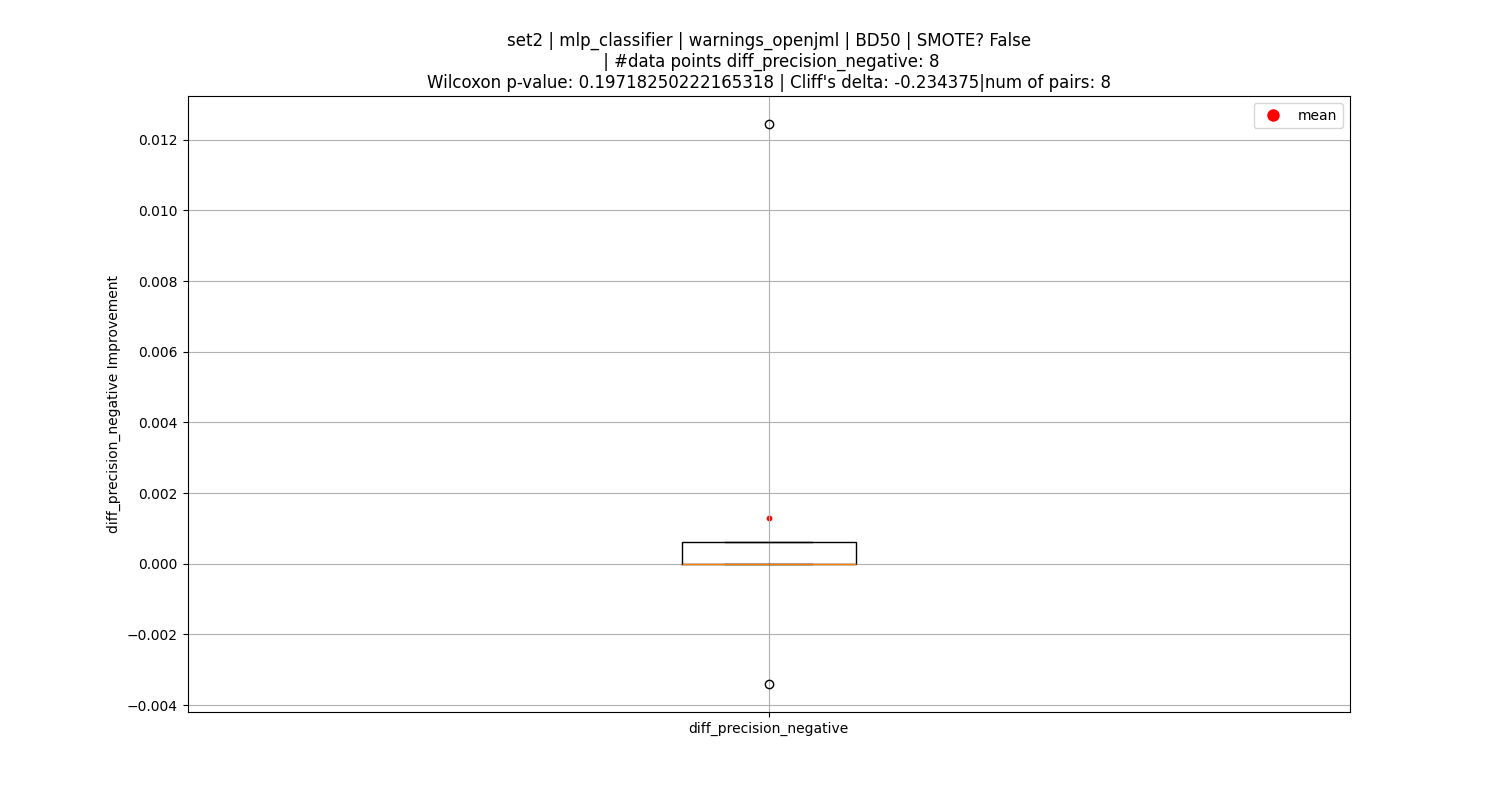 set2 | mlp_classifier | warnings_openjml | BD50 | SMOTE? False
| #data points diff_precision_negative: 8
Wilcoxon p-value: 0.19718250222165318 | Cliff's delta: -0.234375|num of pairs: 8
mean
0.012
0.010
0.008
0.006
0.004
0.002
0.000
−0.002
−0.004
diff_precision_negative Improvement
diff_precision_negative